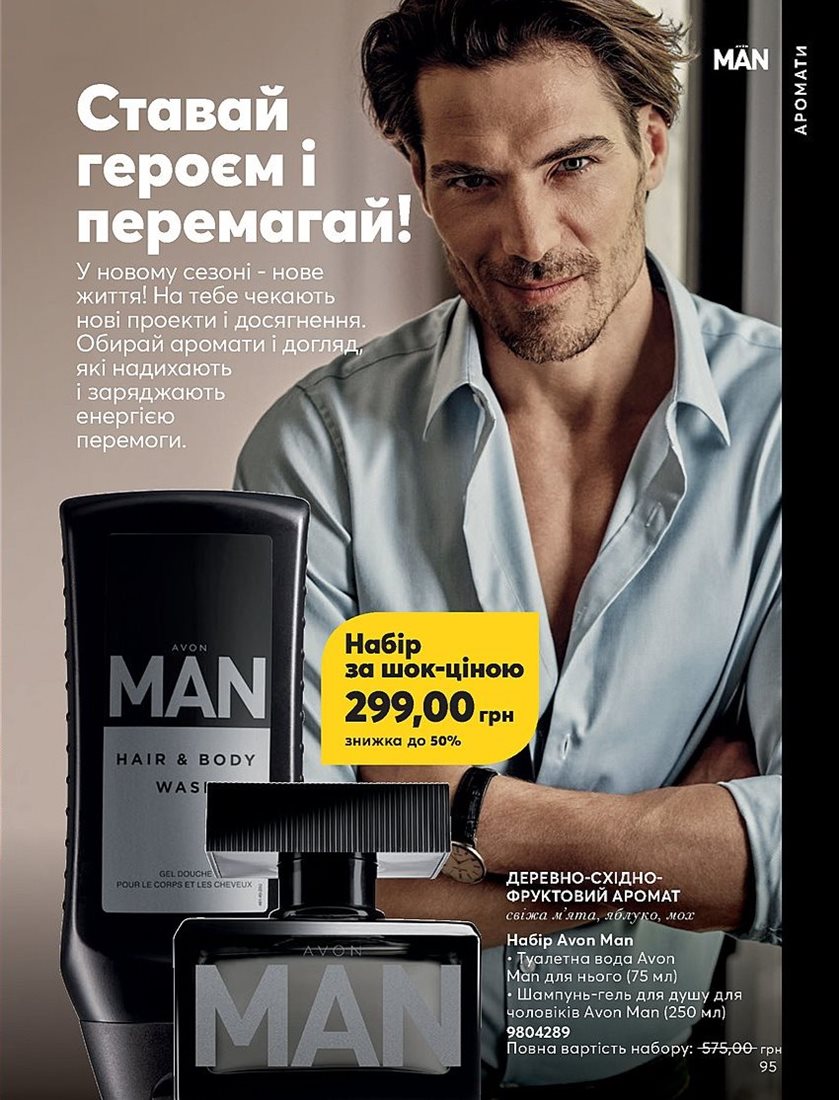 MAN
АРОМАТИ
Ставай
героєм і
перемагай!
У новому сезоні - нове
життя! На тебе чекають
нові проекти і досягнення.
Обирай аромати і догляд,
які надихають
і заряджають
енергією
перемоги.
AVON
MAN
HAIR & BODY
WAS
GEL DOUCHE
POUR LE CORPS ET LES CHEVEUX
Набір
за шок-ціною
299,00 грн
знижка до 50%
AVON
MAN
ДЕРЕВНО-СХІДНО-
ФРУКТОВИЙ АРОМАТ
свіжа м'ята, яблуко, мох
Набір Avon Man
• Туалетна вода Avon
Man для нього (75 мл)
• Шампунь-гель для душу для
чоловіків Avon Man (250 мл)
9804289
Повна вартість набору: 575,00 грн
95